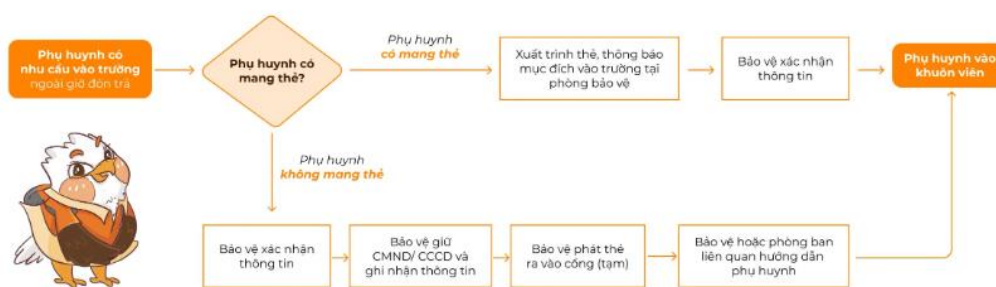 Phụ huynh có
nhu cầu vào trường
ngoài giờ đón trả
Phụ huynh có
mang thẻ?
Phụ huynh
có mang thẻ
Xuất trình thẻ, thông báo
mục đích vào trường tại
phòng bảo vệ
Bảo vệ xác nhận
thông tin
Phụ huynh vào
khuôn viên
Phụ huynh
không mang thẻ
Bảo vệ xác nhận
thông tin
Bảo vệ giữ
CMND/ CCCD và
ghi nhận thông tin
Bảo vệ phát thẻ
ra vào cổng (tạm)
Bảo vệ hoặc phòng ban
liên quan hướng dẫn
phụ huynh